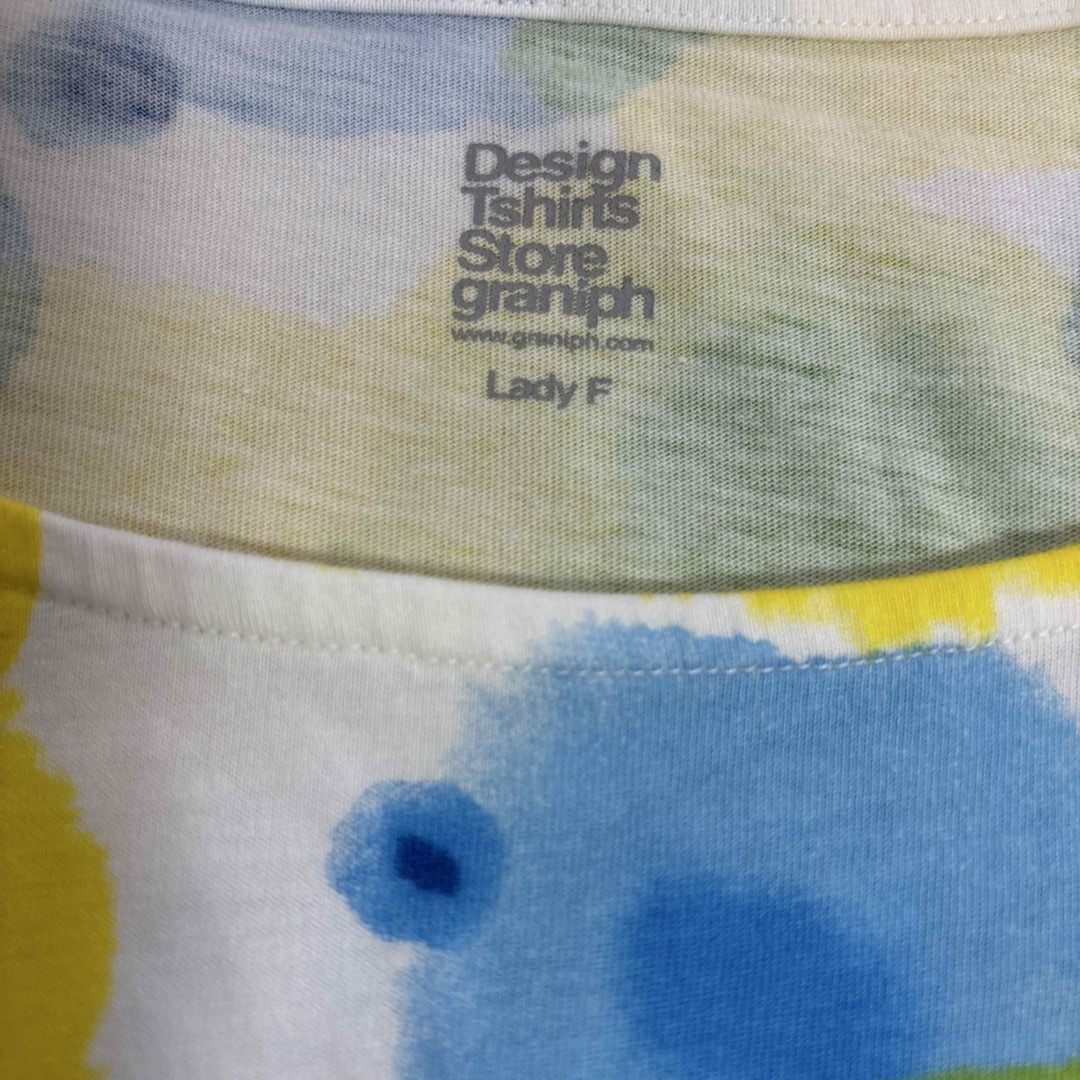 Design
Tshirts
Store
graniph
www.graniph.com
Lady F